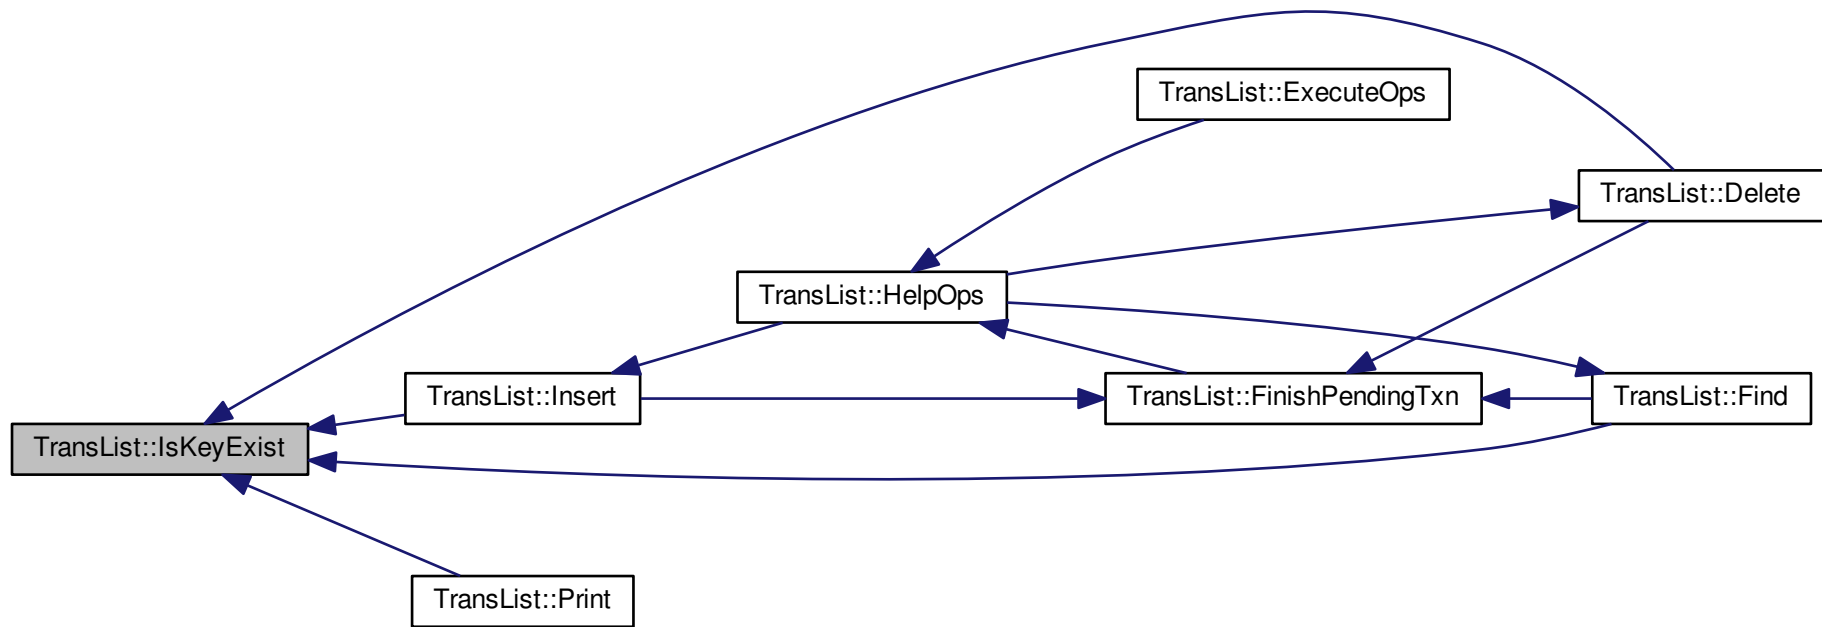 TransList::ExecuteOps
TransList::Delete
TransList::HelpOps
TransList::Insert
TransList::FinishPendingTxn
TransList::Find
TransList::IsKeyExist
TransList::Print